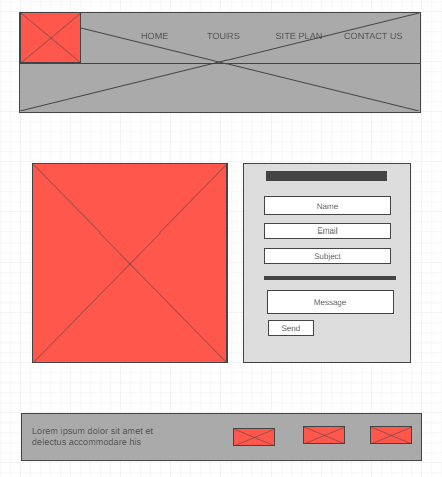 HOME TOURS SITE PLAN CONTACT US
Name
Email
Subject
Message
Send
Lorem ipsum dolor sit amet et
delectus accommodare his